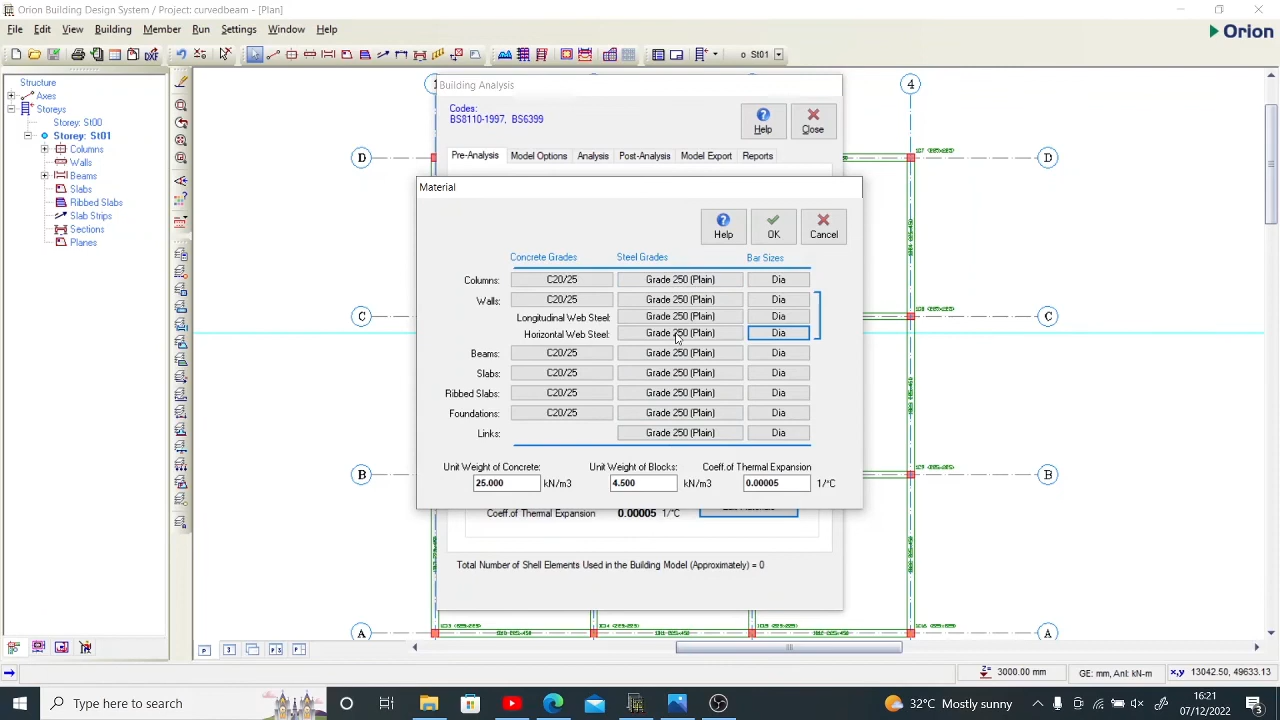 Orion Building Design System / Project: curvedbeam - [Plan]
File Edit View Building Member Run Settings Window Help
Orion
St01
Structure
Axes
Storeys
Storey: St00
Storey: St01
Columns
Walls
Beams
Slabs
Ribbed Slabs
Slab Strips
Sections
Planes
4
D
D
C
C
B
B
A
A
Building Analysis
Codes:
BS8110-1997, BS6399
Help
Close
Pre-Analysis Model Options Analysis Post-Analysis Model Export Reports
Material
Help OK Cancel
Concrete Grades Steel Grades Bar Sizes
Columns: C20/25 Grade 250 (Plain) Dia
Walls: C20/25 Grade 250 (Plain) Dia
Longitudinal Web Steel: Grade 250 (Plain) Dia
Horizontal Web Steel: Grade 250 (Plain) Dia
Beams: C20/25 Grade 250 (Plain) Dia
Slabs: C20/25 Grade 250 (Plain) Dia
Ribbed Slabs: C20/25 Grade 250 (Plain) Dia
Foundations: C20/25 Grade 250 (Plain) Dia
Links: Grade 250 (Plain) Dia
Unit Weight of Concrete: Unit Weight of Blocks: Coeff.of Thermal Expansion
25.000 kN/m3 4.500 kN/m3 0.00005 1/°C
Coeff.of Thermal Expansion 0.00005 1/°C
Total Number of Shell Elements Used in the Building Model (Approximately) = 0
Z= 3000.00 mm GE: mm, Anl: kN-m x,y 13042.50, 49633.13
Type here to search
32°C Mostly sunny
16:21
07/12/2022
3